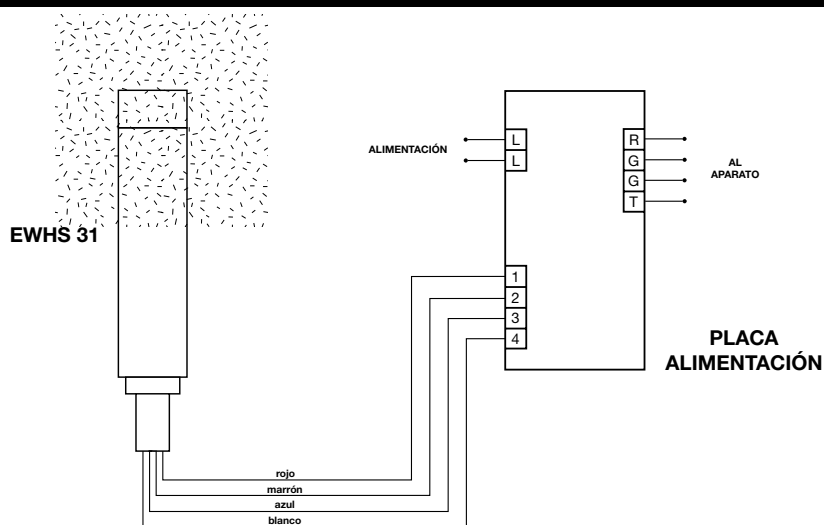 ALIMENTACIÓN
L
L
R
G
G
T
AL
APARATO
EWHS 31
1
2
3
4
PLACA
ALIMENTACIÓN
rojo
marrón
azul
blanco